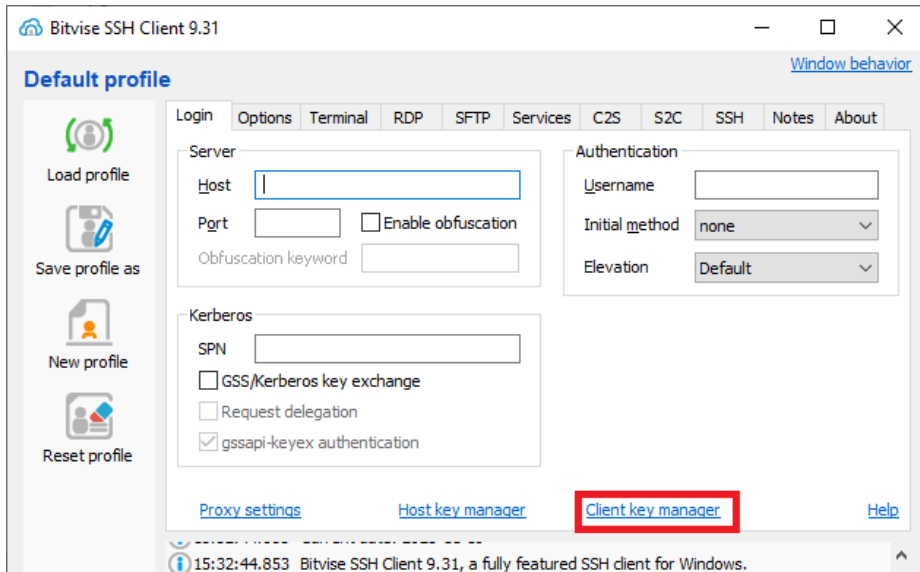 Bitvise SSH Client 9.31
Window behavior
Default profile
Load profile
Save profile as
New profile
Reset profile
Login Options Terminal RDP SFTP Services C2S S2C SSH Notes About
Server
Host
Port Enable obfuscation
Obfuscation keyword
Authentication
Username
Initial method none
Elevation Default
Kerberos
SPN
GSS/Kerberos key exchange
Request delegation
gssapi-keyex authentication
Proxy settings Host key manager Client key manager Help
15:32:44.853 Bitvise SSH Client 9.31, a fully featured SSH client for Windows.